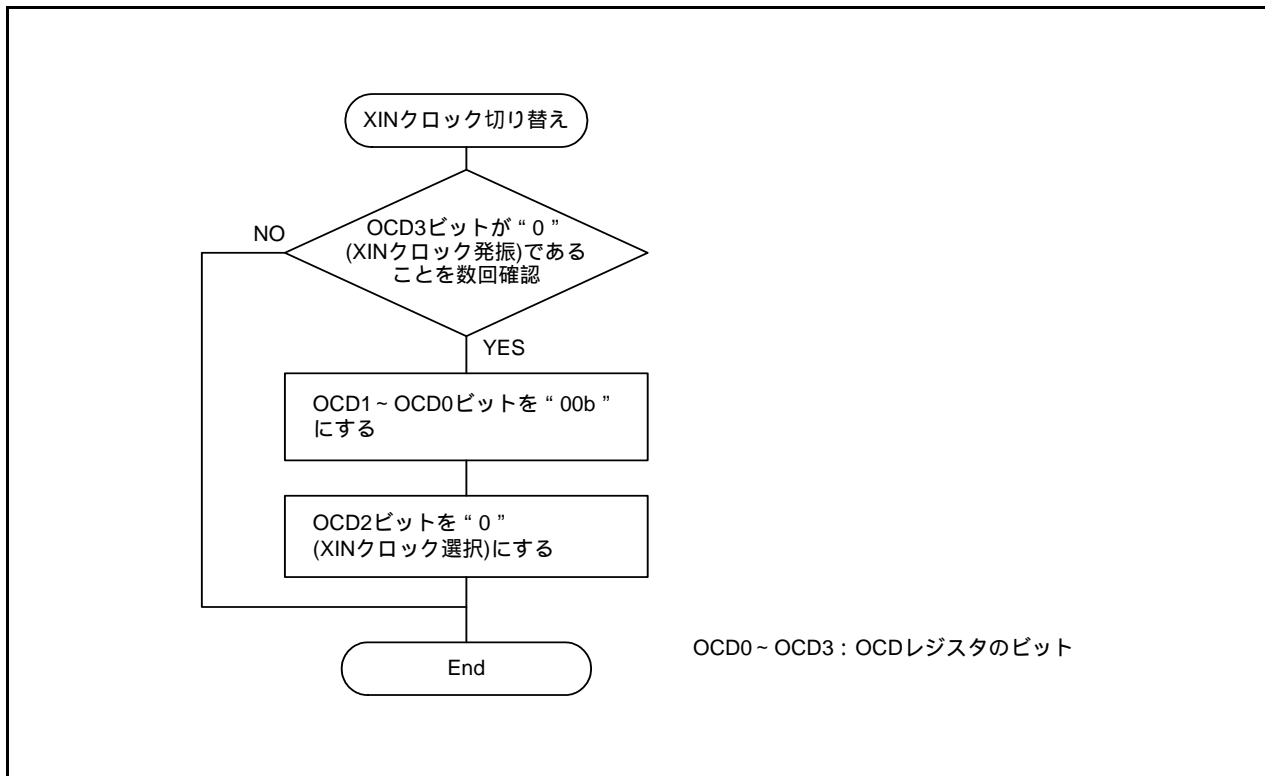 XINクロック切り替え
OCD3ビットが“0”
(XINクロック発振)である
ことを数回確認
NO
YES
OCD1~OCD0ビットを“00b”
にする
OCD2ビットを“0”
(XINクロック選択)にする
End
OCD0~OCD3:OCDレジスタのビット